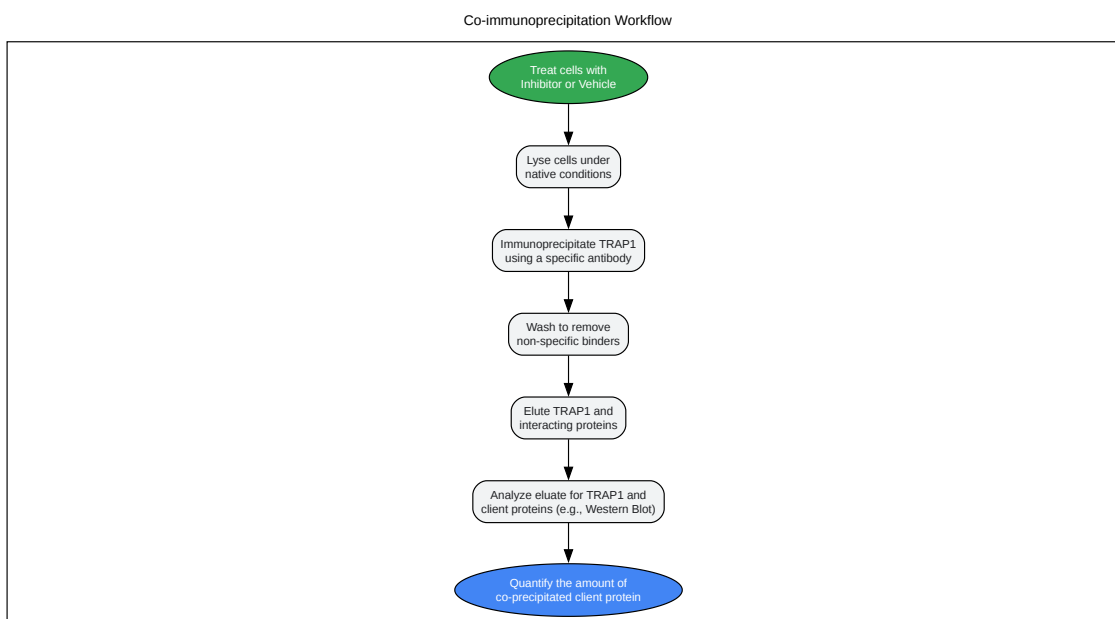 Co-immunoprecipitation Workflow
Treat cells with
Inhibitor or Vehicle
Lyse cells under
native conditions
Immunoprecipitate TRAP1
using a specific antibody
Wash to remove
non-specific binders
Elute TRAP1 and
interacting proteins
Analyze eluate for TRAP1 and
client proteins (e.g., Western Blot)
Quantify the amount of
co-precipitated client protein